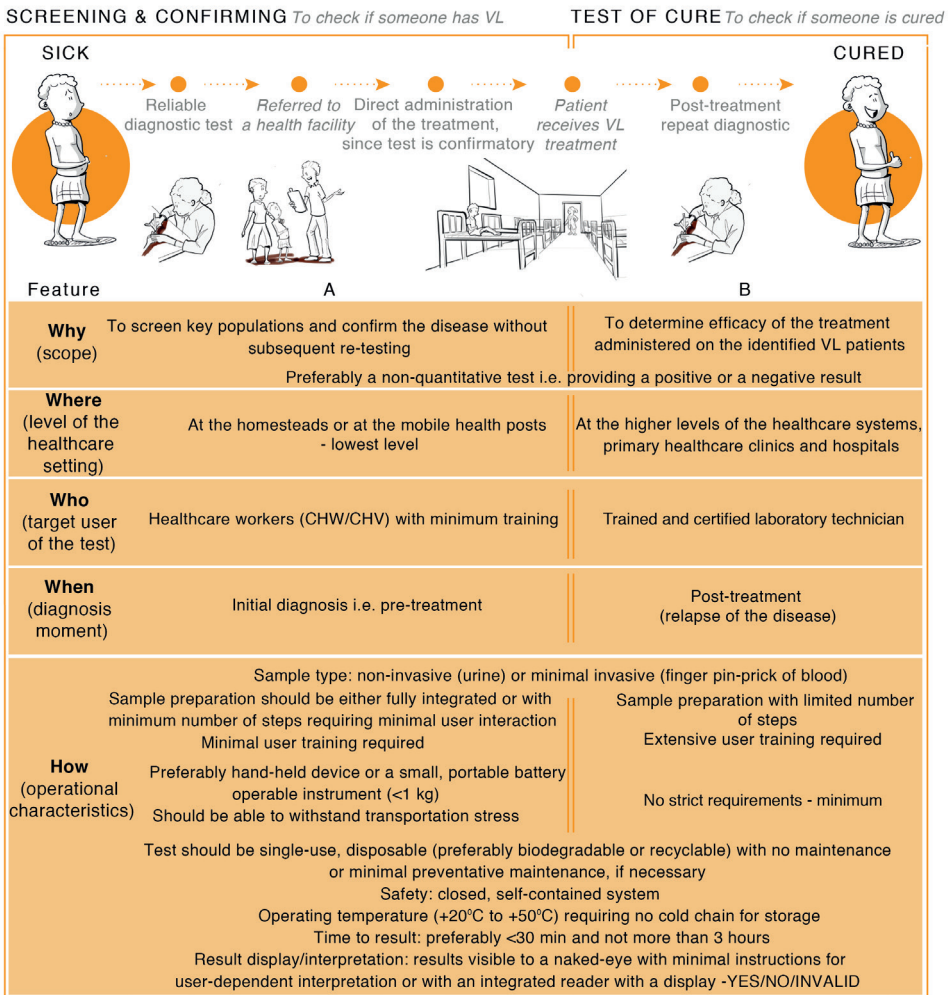 SCREENING & CONFIRMING To check if someone has VL
TEST OF CURE To check if someone is cured
SICK
CURED
Reliable
diagnostic test
Referred to
a health facility
Direct administration
of the treatment,
since test is confirmatory
Patient
receives VL
treatment
Post-treatment
repeat diagnostic
Feature
A
B
Why
(scope)
To screen key populations and confirm the disease without
subsequent re-testing
To determine efficacy of the treatment
administered on the identified VL patients
Preferably a non-quantitative test i.e. providing a positive or a negative result
Where
(level of the
healthcare
setting)
At the homesteads or at the mobile health posts
- lowest level
At the higher levels of the healthcare systems,
primary healthcare clinics and hospitals
Who
(target user
of the test)
Healthcare workers (CHW/CHV) with minimum training
Trained and certified laboratory technician
When
(diagnosis
moment)
Initial diagnosis i.e. pre-treatment
Post-treatment
(relapse of the disease)
How
(operational
characteristics)
Sample type: non-invasive (urine) or minimal invasive (finger pin-prick of blood)
Sample preparation should be either fully integrated or with
minimum number of steps requiring minimal user interaction
Minimal user training required
Sample preparation with limited number
of steps
Extensive user training required
Preferably hand-held device or a small, portable battery
operable instrument (<1 kg)
Should be able to withstand transportation stress
No strict requirements - minimum
Test should be single-use, disposable (preferably biodegradable or recyclable) with no maintenance
or minimal preventative maintenance, if necessary
Safety: closed, self-contained system
Operating temperature (+20°C to +50°C) requiring no cold chain for storage
Time to result: preferably <30 min and not more than 3 hours
Result display/interpretation: results visible to a naked-eye with minimal instructions for
user-dependent interpretation or with an integrated reader with a display -YES/NO/INVALID